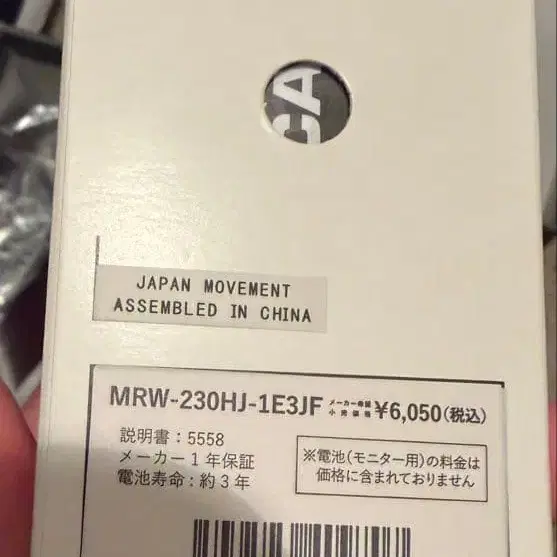 CA
JAPAN MOVEMENT
ASSEMBLED IN CHINA
MRW-230HJ-1E3JF メーカー希望小売価格 ¥6,050(税込)
説明書:5558
メーカー1年保証
電池寿命:約3年
※電池(モニター用)の料金は
価格に含まれておりません